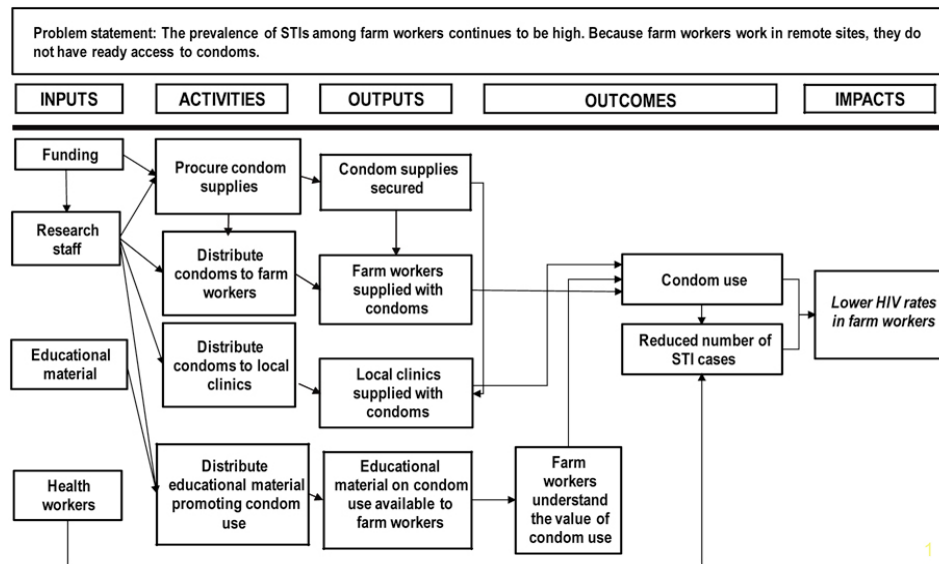 Problem statement: The prevalence of STIs among farm workers continues to be high. Because farm workers work in remote sites, they do
not have ready access to condoms.
INPUTS
ACTIVITIES
OUTPUTS
OUTCOMES
IMPACTS
Funding
Research
staff
Educational
material
Health
workers
Procure condom
supplies
Distribute
condoms to farm
workers
Distribute
condoms to local
clinics
Distribute
educational material
promoting condom
use
Condom supplies
secured
Farm workers
supplied with
condoms
Local clinics
supplied with
condoms
Educational
material on condom
use available to
farm workers
Farm
workers
understand
the value of
condom use
Condom use
Reduced number of
STI cases
Lower HIV rates
in farm workers
1